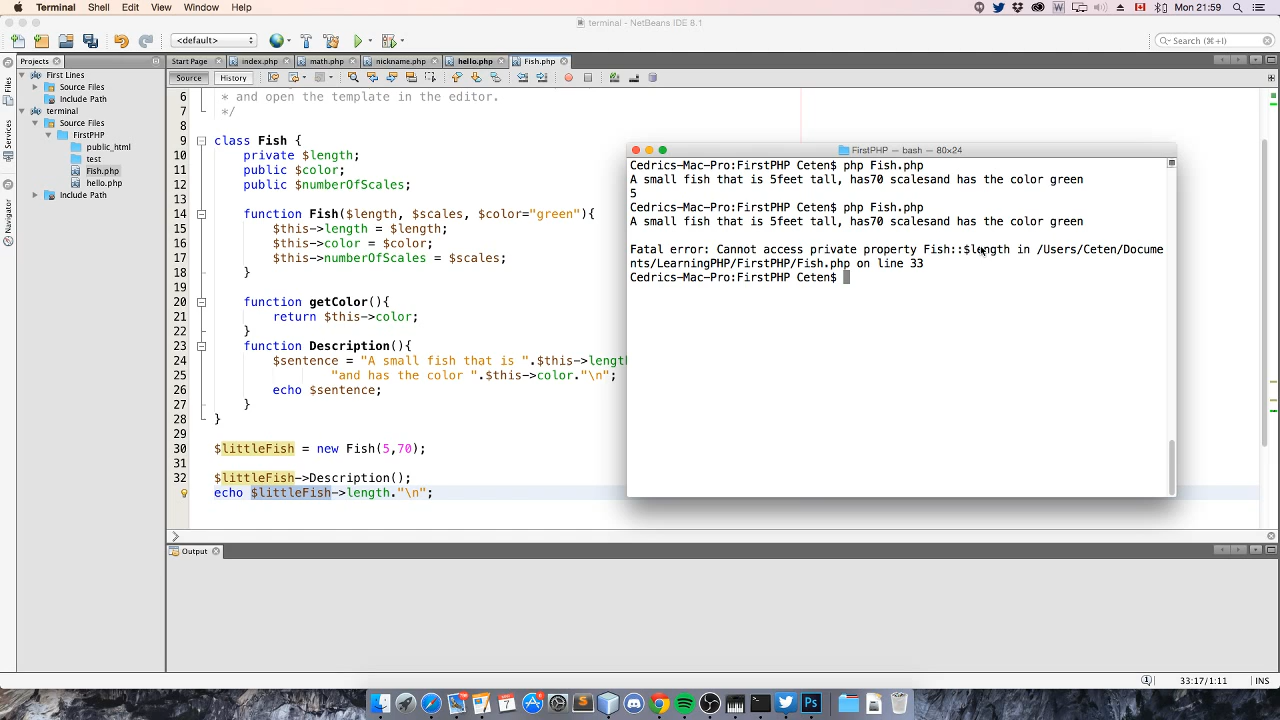 Terminal Shell Edit View Window Help
Mon 21:59
terminal - NetBeans IDE 8.1
<default>
Search (⌘+I)
Projects
Start Page
index.php
math.php
nickname.php
hello.php
Fish.php
Source
History
Files
Services
Navigator
First Lines
Source Files
Include Path
terminal
Source Files
FirstPHP
public_html
test
Fish.php
hello.php
Include Path
6 * and open the template in the editor.
7 */
8
9 class Fish {
10 private $length;
11 public $color;
12 public $numberOfScales;
13
14 function Fish($length, $scales, $color="green"){
15 $this->length = $length;
16 $this->color = $color;
17 $this->numberOfScales = $scales;
18 }
19
20 function getColor(){
21 return $this->color;
22 }
23 function Description(){
24 $sentence = "A small fish that is ".$this->length
25 "and has the color ".$this->color."\n";
26 echo $sentence;
27 }
28 }
29
30 $littleFish = new Fish(5,70);
31
32 $littleFish->Description();
echo $littleFish->length."\n";
FirstPHP — bash — 80x24
Cedrics-Mac-Pro:FirstPHP Ceten$ php Fish.php
A small fish that is 5feet tall, has70 scalesand has the color green
5
Cedrics-Mac-Pro:FirstPHP Ceten$ php Fish.php
A small fish that is 5feet tall, has70 scalesand has the color green
Fatal error: Cannot access private property Fish::$length in /Users/Ceten/Docume
nts/LearningPHP/FirstPHP/Fish.php on line 33
Cedrics-Mac-Pro:FirstPHP Ceten$
Output
33:17/1:11
INS